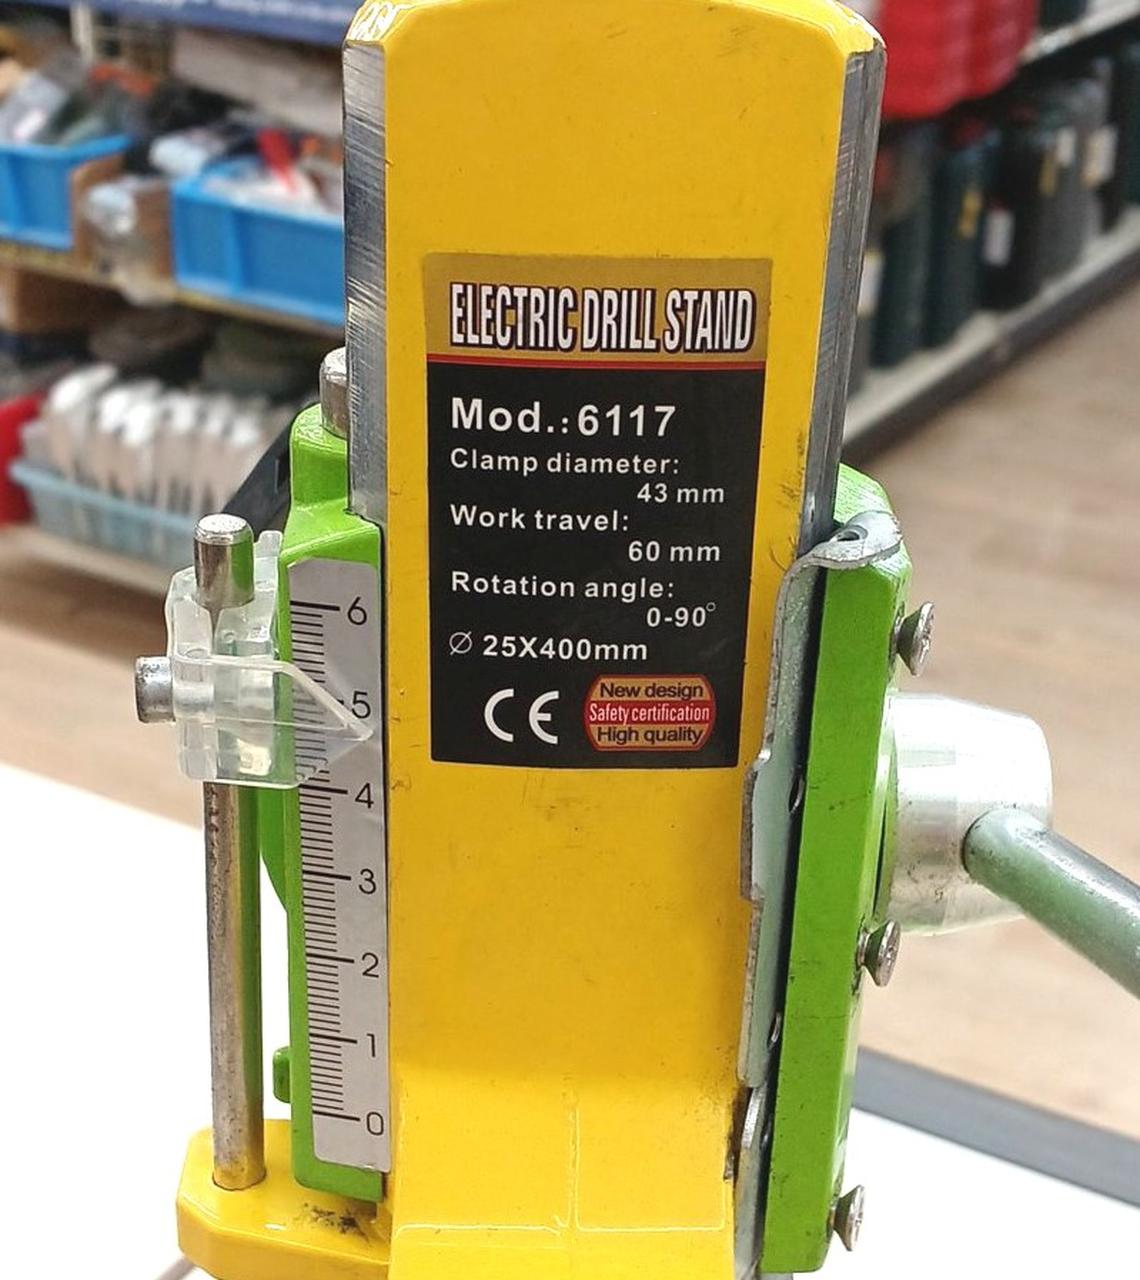 ELECTRIC DRILL STAND
Mod.:6117
Clamp diameter:
43 mm
Work travel:
60 mm
Rotation angle:
0-90°
Ø 25X400mm
CE
New design
Safety certification
High quality
6
5
4
3
2
1
0